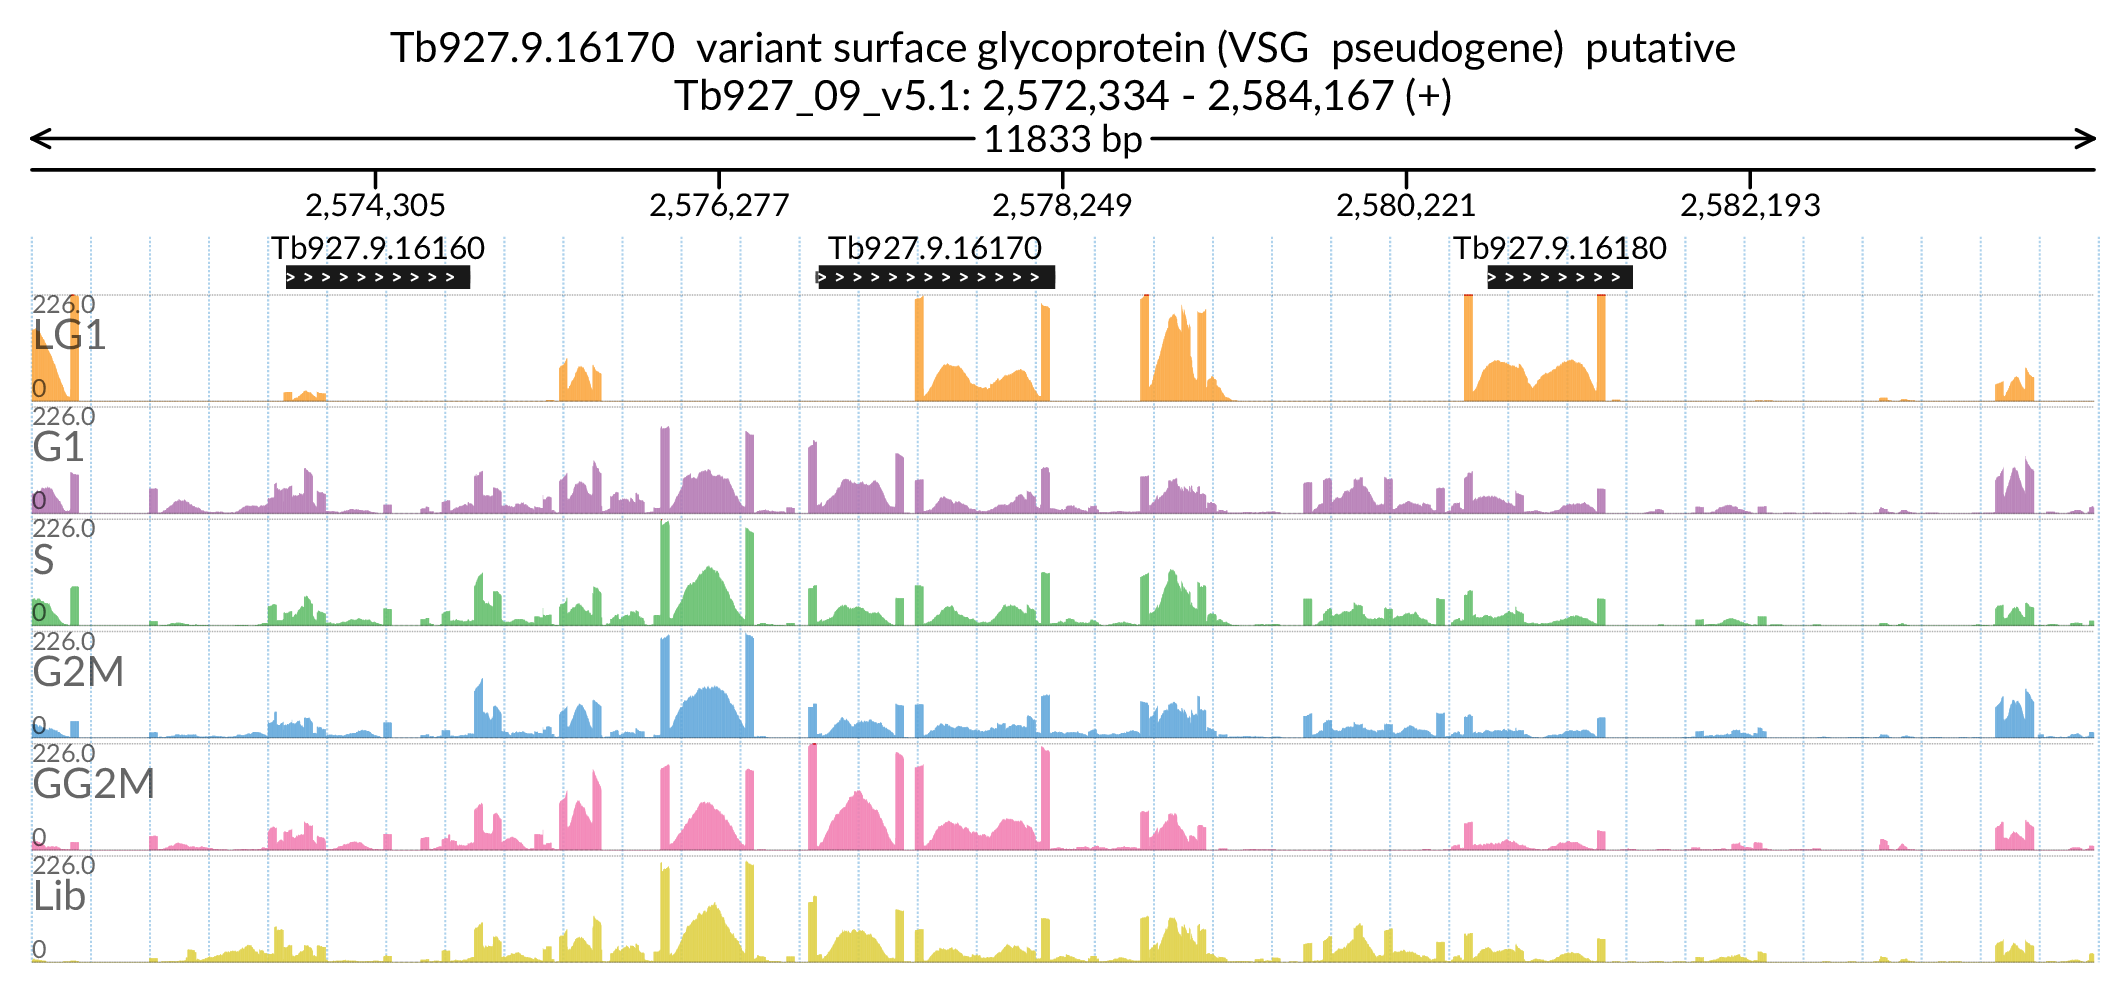 Tb927.9.16170  variant surface glycoprotein (VSG  pseudogene)  putative
Tb927_09_v5.1: 2,572,334 - 2,584,167 (+)
11833 bp
2,574,305 2,576,277 2,578,249 2,580,221 2,582,193
Tb927.9.16160 Tb927.9.16170 Tb927.9.16180
226.0
LG1
0
226.0
G1
0
226.0
S
0
226.0
G2M
0
226.0
GG2M
0
226.0
Lib
0